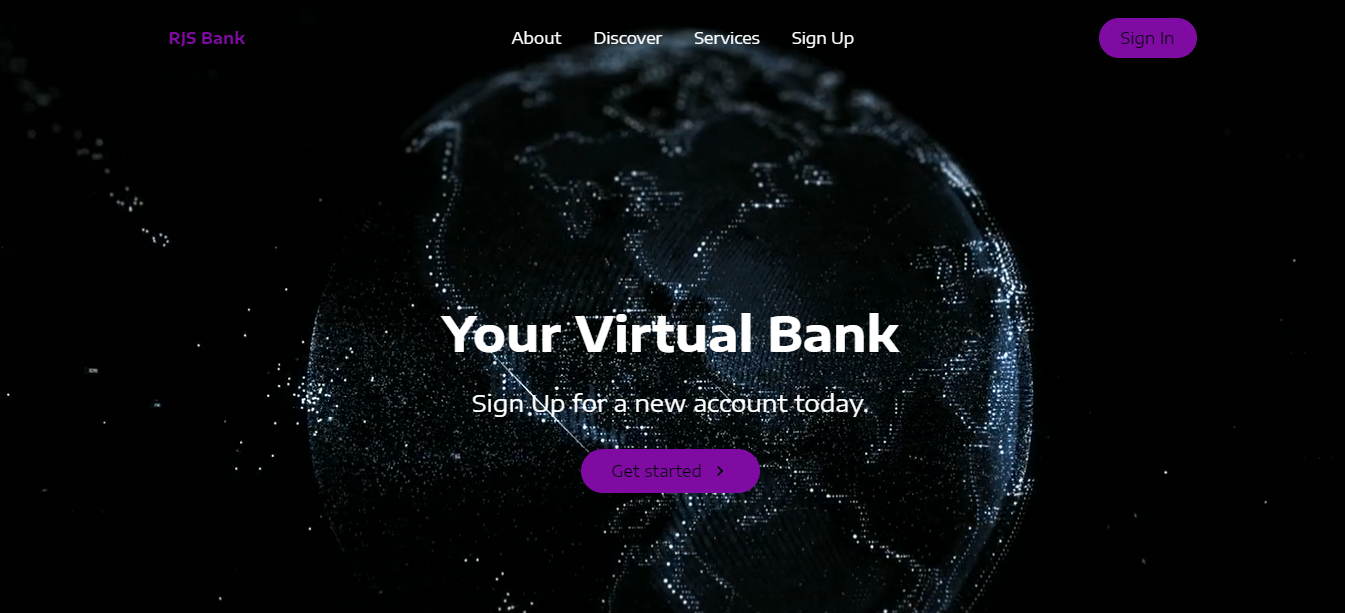 RJS Bank
About
Discover
Services
Sign Up
Sign In
Your Virtual Bank
Sign Up for a new account today.
Get started